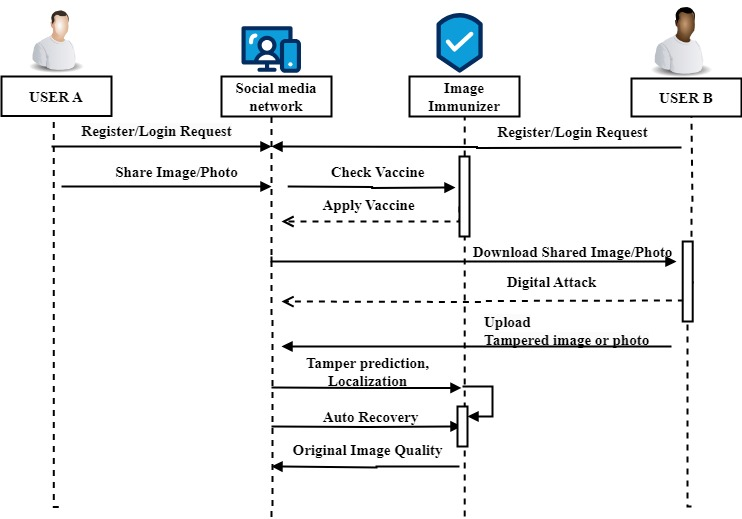 USER A
Social media
network
Image
Immunizer
USER B
Register/Login Request
Register/Login Request
Share Image/Photo
Check Vaccine
Apply Vaccine
Download Shared Image/Photo
Digital Attack
Upload
Tampered image or photo
Tamper prediction,
Localization
Auto Recovery
Original Image Quality